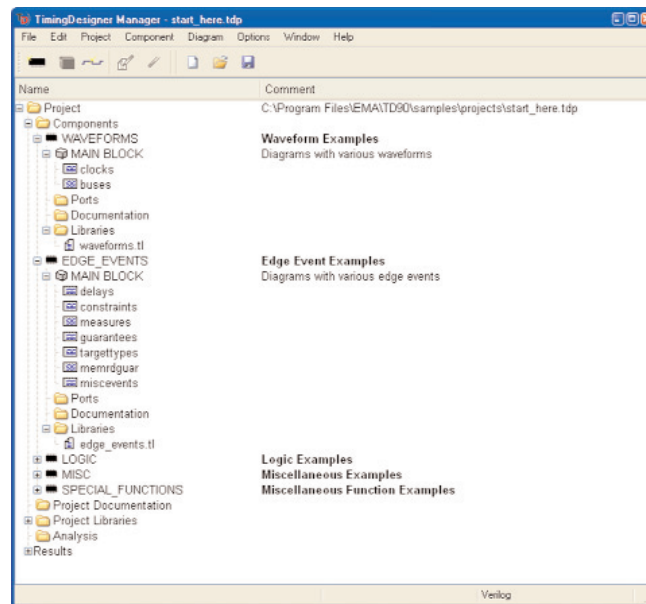 TimingDesigner Manager - start_here.tdp
File Edit Project Component Diagram Options Window Help
Name Comment
Project C:\Program Files\EMA\TD90\samples\projects\start_here.tdp
Components
WAVEFORMS Waveform Examples
MAIN BLOCK Diagrams with various waveforms
clocks
buses
Ports
Documentation
Libraries
waveforms.tl
EDGE_EVENTS Edge Event Examples
MAIN BLOCK Diagrams with various edge events
delays
constraints
measures
guarantees
targettypes
memrdguar
miscevents
Ports
Documentation
Libraries
edge_events.tl
LOGIC Logic Examples
MISC Miscellaneous Examples
SPECIAL_FUNCTIONS Miscellaneous Function Examples
Project Documentation
Project Libraries
Analysis
Results
Verilog